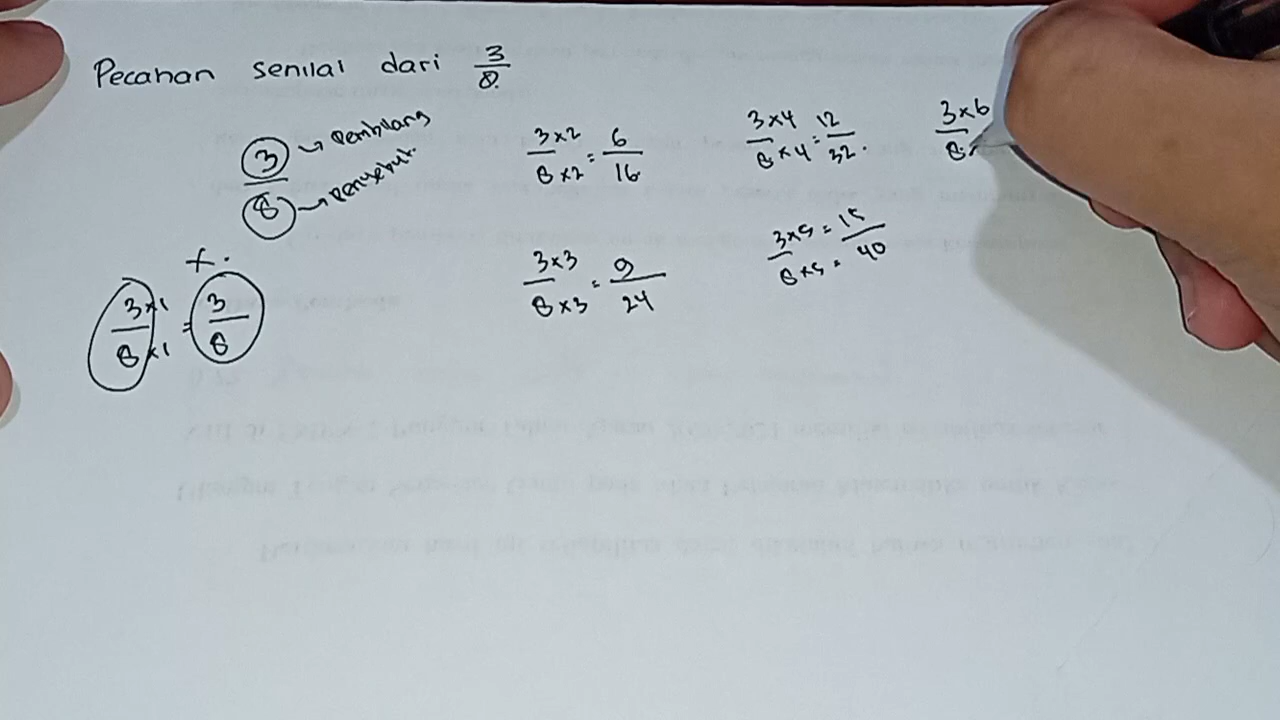 Pecahan senilai dari 3/8.
3 → Pembilang
8 → Penyebut.
x.
3x1/8x1 = 3/8
3x2/8x2 = 6/16
3x3/8x3 = 9/24
3x4/8x4 = 12/32.
3x5/8x5 = 15/40
3x6/8x